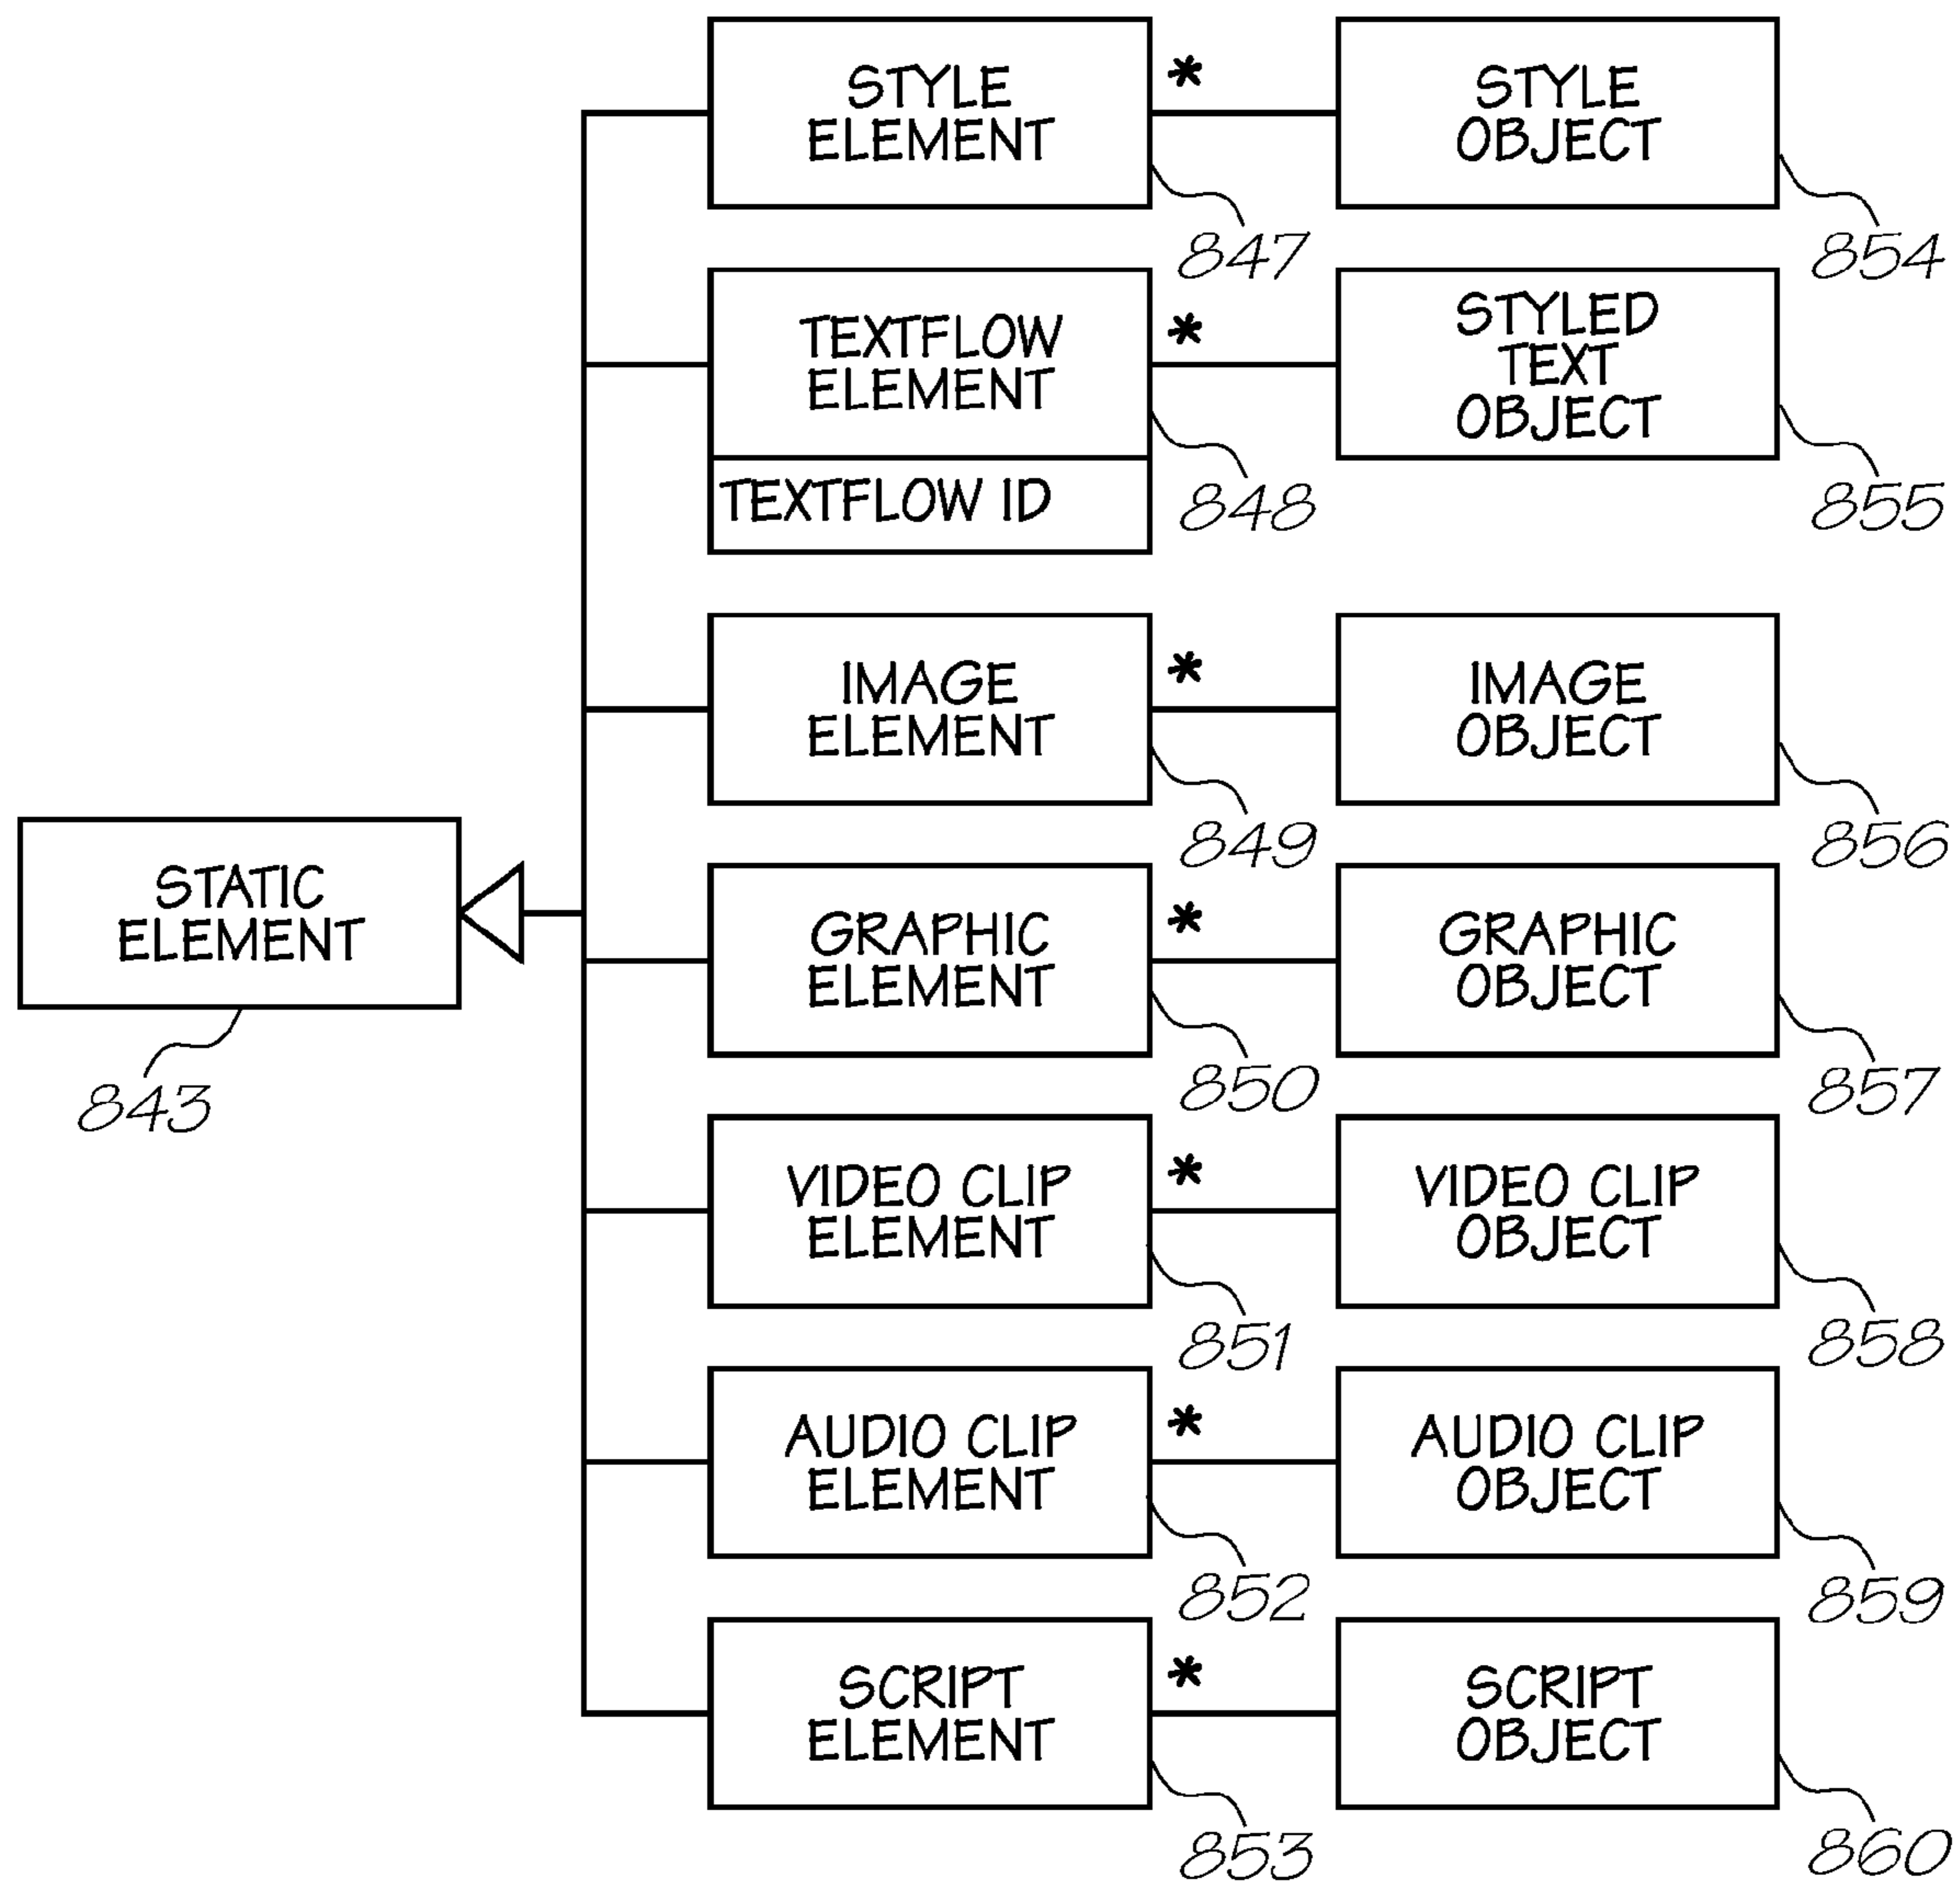 STYLE
ELEMENT
*
STYLE
OBJECT
847
854
TEXTFLOW
ELEMENT
*
STYLED
TEXT
OBJECT
TEXTFLOW ID
848
855
IMAGE
ELEMENT
*
IMAGE
OBJECT
849
856
STATIC
ELEMENT
843
GRAPHIC
ELEMENT
*
GRAPHIC
OBJECT
850
857
VIDEO CLIP
ELEMENT
*
VIDEO CLIP
OBJECT
851
858
AUDIO CLIP
ELEMENT
*
AUDIO CLIP
OBJECT
852
859
SCRIPT
ELEMENT
*
SCRIPT
OBJECT
853
860